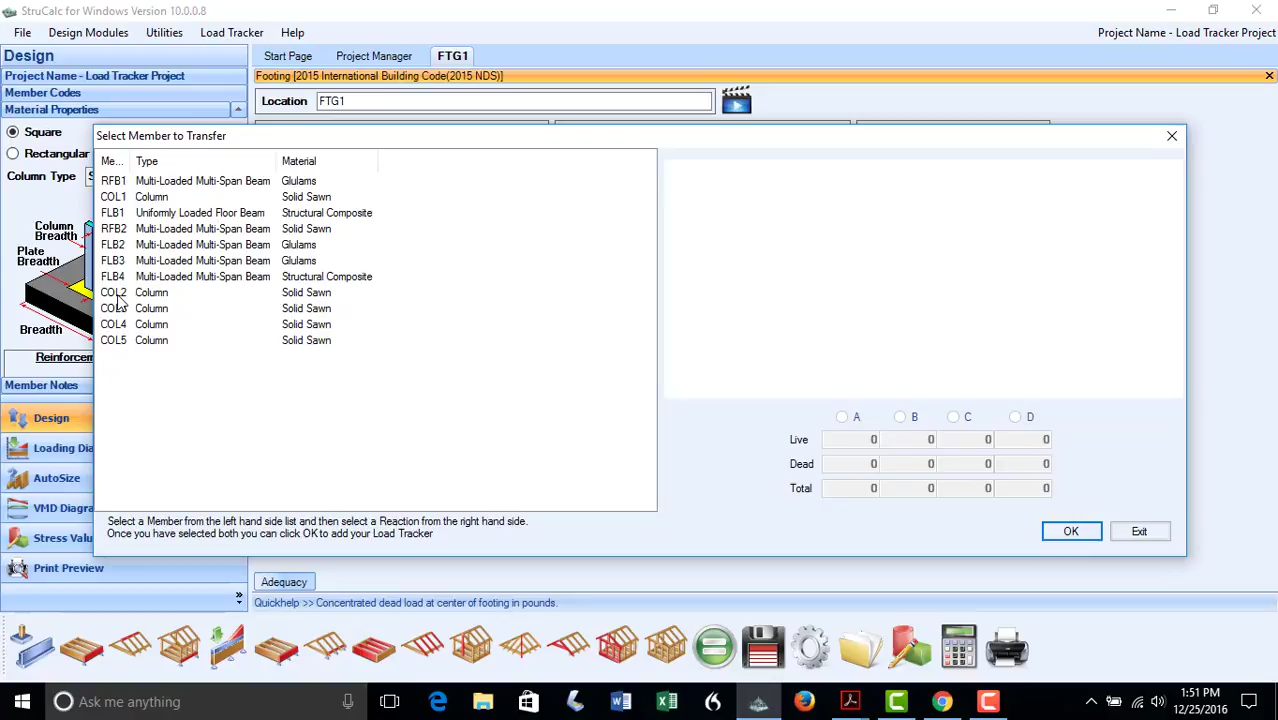 StruCalc for Windows Version 10.0.0.8
File Design Modules Utilities Load Tracker Help
Project Name - Load Tracker Project
Design
Start Page Project Manager FTG1
Project Name - Load Tracker Project
Footing [2015 International Building Code(2015 NDS)]
Member Codes
Material Properties
Location FTG1
Square
Rectangular
Column Type S
Column
Breadth
Plate
Breadth
Breadth
Reinforcem
Member Notes
Design
Loading Dia
AutoSize
VMD Diagra
Stress Valu
Print Preview
Select Member to Transfer
Me... Type Material
RFB1 Multi-Loaded Multi-Span Beam Glulams
COL1 Column Solid Sawn
FLB1 Uniformly Loaded Floor Beam Structural Composite
RFB2 Multi-Loaded Multi-Span Beam Solid Sawn
FLB2 Multi-Loaded Multi-Span Beam Glulams
FLB3 Multi-Loaded Multi-Span Beam Glulams
FLB4 Multi-Loaded Multi-Span Beam Structural Composite
COL2 Column Solid Sawn
Column Solid Sawn
COL4 Column Solid Sawn
COL5 Column Solid Sawn
A B C D
Live 0 0 0 0
Dead 0 0 0 0
Total 0 0 0 0
Select a Member from the left hand side list and then select a Reaction from the right hand side.
Once you have selected both you can click OK to add your Load Tracker
OK Exit
Adequacy
Quickhelp >> Concentrated dead load at center of footing in pounds.
Ask me anything
1:51 PM
12/25/2016